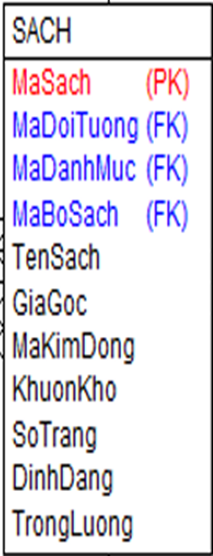 SACH
MaSach (PK)
MaDoiTuong (FK)
MaDanhMuc (FK)
MaBoSach (FK)
TenSach
GiaGoc
MaKimDong
KhuonKho
SoTrang
DinhDang
TrongLuong